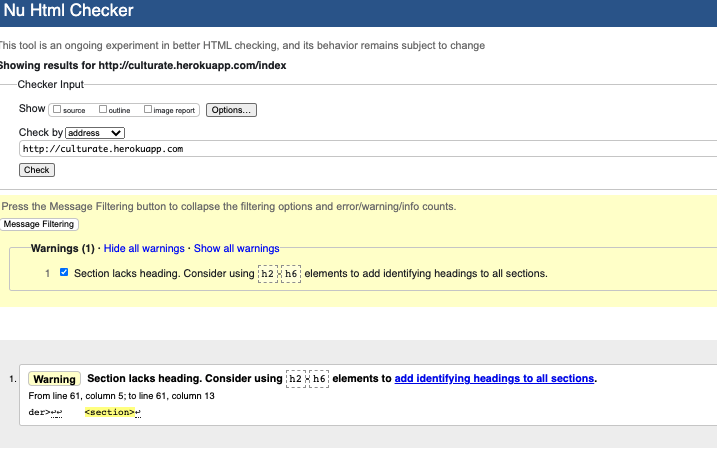 Nu Html Checker
This tool is an ongoing experiment in better HTML checking, and its behavior remains subject to change
Showing results for http://culturate.herokuapp.com/index
Checker Input
Show source outline image report Options...
Check by address
http://culturate.herokuapp.com
Check
Press the Message Filtering button to collapse the filtering options and error/warning/info counts.
Message Filtering
Warnings (1) · Hide all warnings · Show all warnings
1 Section lacks heading. Consider using h2-h6 elements to add identifying headings to all sections.
1. Warning Section lacks heading. Consider using h2-h6 elements to add identifying headings to all sections.
From line 61, column 5; to line 61, column 13
der>↩↩ <section>↩